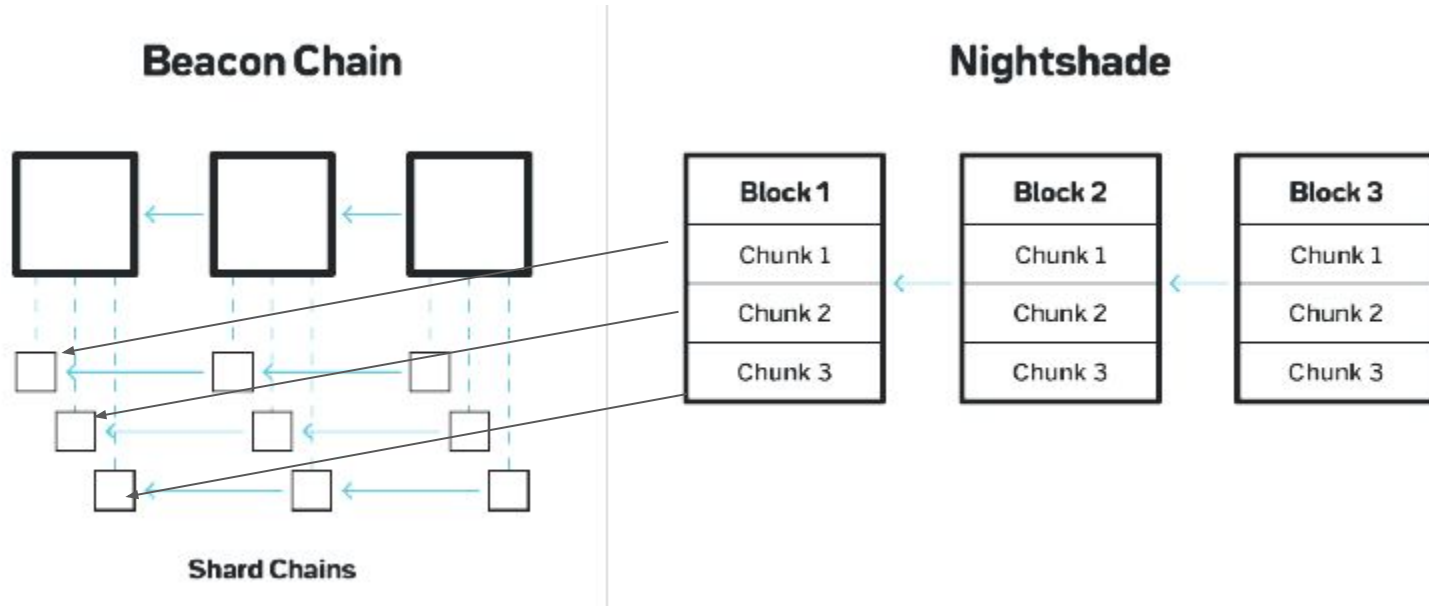 Beacon Chain
Shard Chains
Nightshade
Block 1
Chunk 1
Chunk 2
Chunk 3
Block 2
Chunk 1
Chunk 2
Chunk 3
Block 3
Chunk 1
Chunk 2
Chunk 3